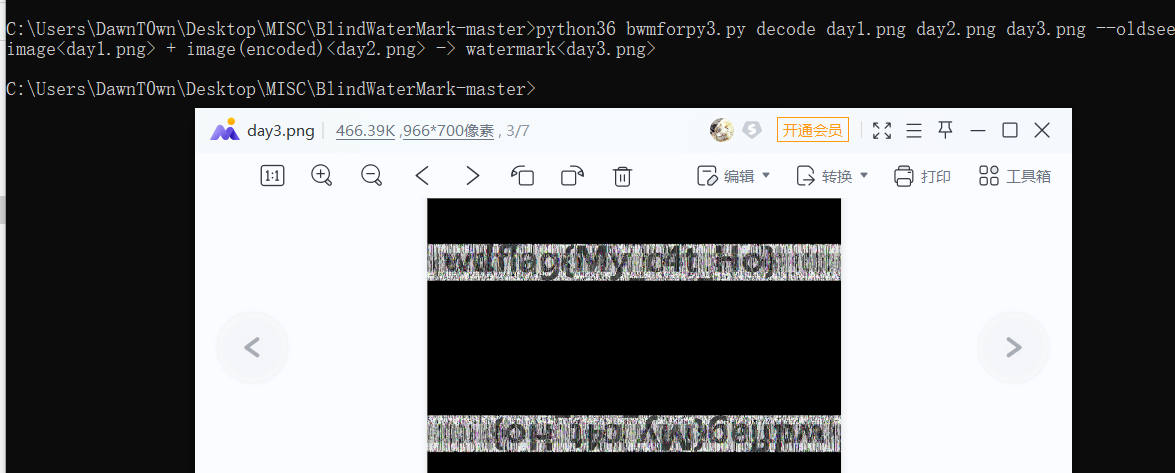 C:\Users\DawnT0wn\Desktop\MISC\BlindWaterMark-master>python36 bwmforpy3.py decode day1.png day2.png day3.png --oldsee
image<day1.png> + image(encoded)<day2.png> -> watermark<day3.png>
C:\Users\DawnT0wn\Desktop\MISC\BlindWaterMark-master>
day3.png 466.39K ,966*700像素 , 3/7 开通会员
1:1 编辑 转换 打印 工具箱
wdflag{My_c4t_Ho}
wdflag{My_c4t_Ho}